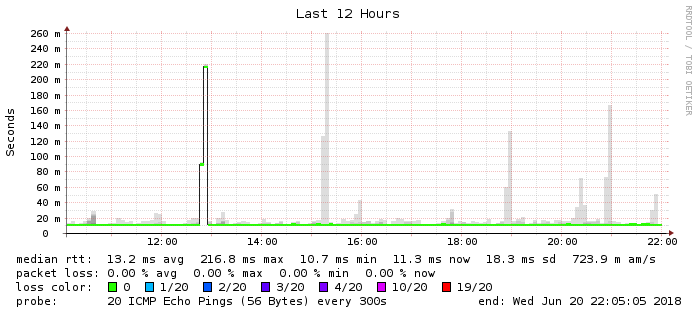 Last 12 Hours
RRDTOOL / TOBI OETIKER
Seconds
260 m
240 m
220 m
200 m
180 m
160 m
140 m
120 m
100 m
80 m
60 m
40 m
20 m
0
12:00 14:00 16:00 18:00 20:00 22:00
median rtt: 13.2 ms avg 216.8 ms max 10.7 ms min 11.3 ms now 18.3 ms sd 723.9 m am/s
packet loss: 0.00 % avg 0.00 % max 0.00 % min 0.00 % now
loss color: 0 1/20 2/20 3/20 4/20 10/20 19/20
probe: 20 ICMP Echo Pings (56 Bytes) every 300s end: Wed Jun 20 22:05:05 2018